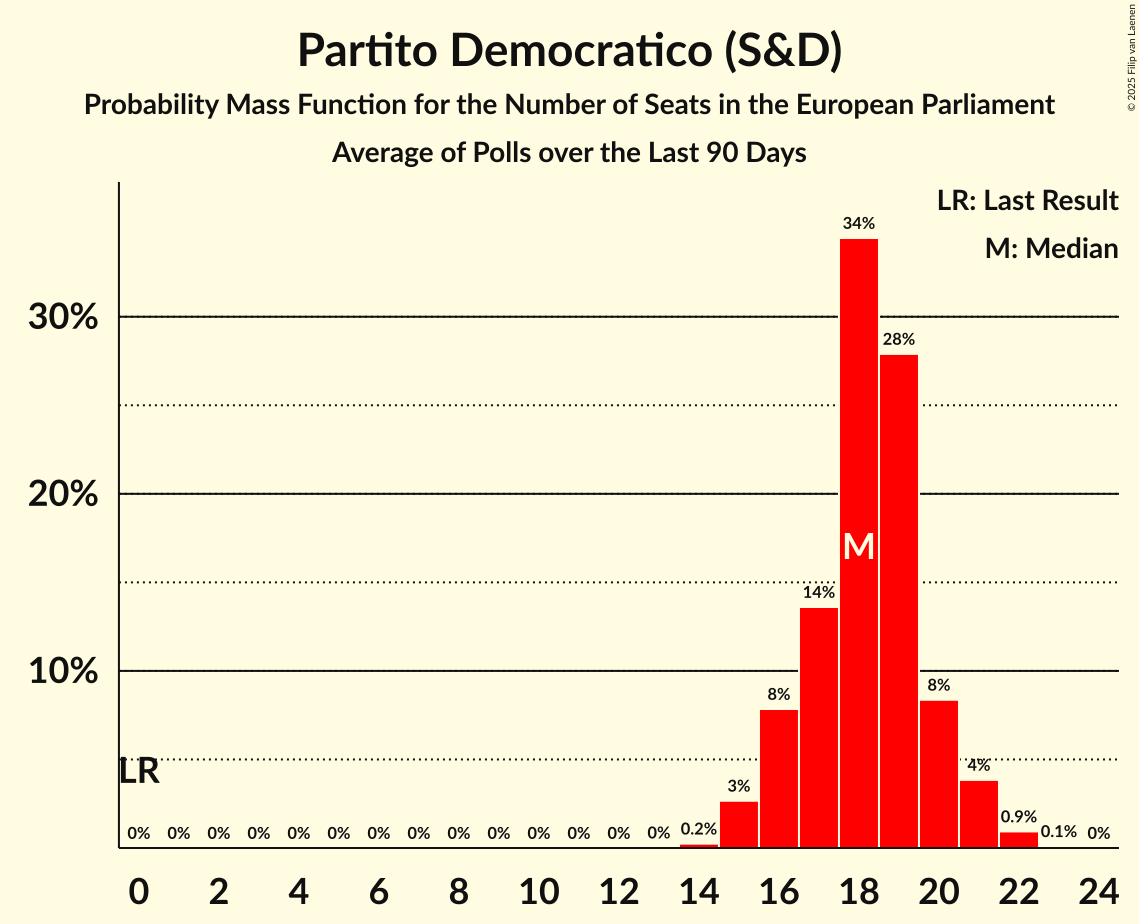 Partito Democratico (S&D)
Probability Mass Function for the Number of Seats in the European Parliament
Average of Polls over the Last 90 Days
© 2025 Filip van Laenen
LR: Last Result
M: Median
34%
30%
28%
20%
M
14%
10%
8%
8%
LR
4%
3%
0% 0% 0% 0% 0% 0% 0% 0% 0% 0% 0% 0% 0% 0% 0.2% 0.9% 0.1% 0%
0 2 4 6 8 10 12 14 16 18 20 22 24